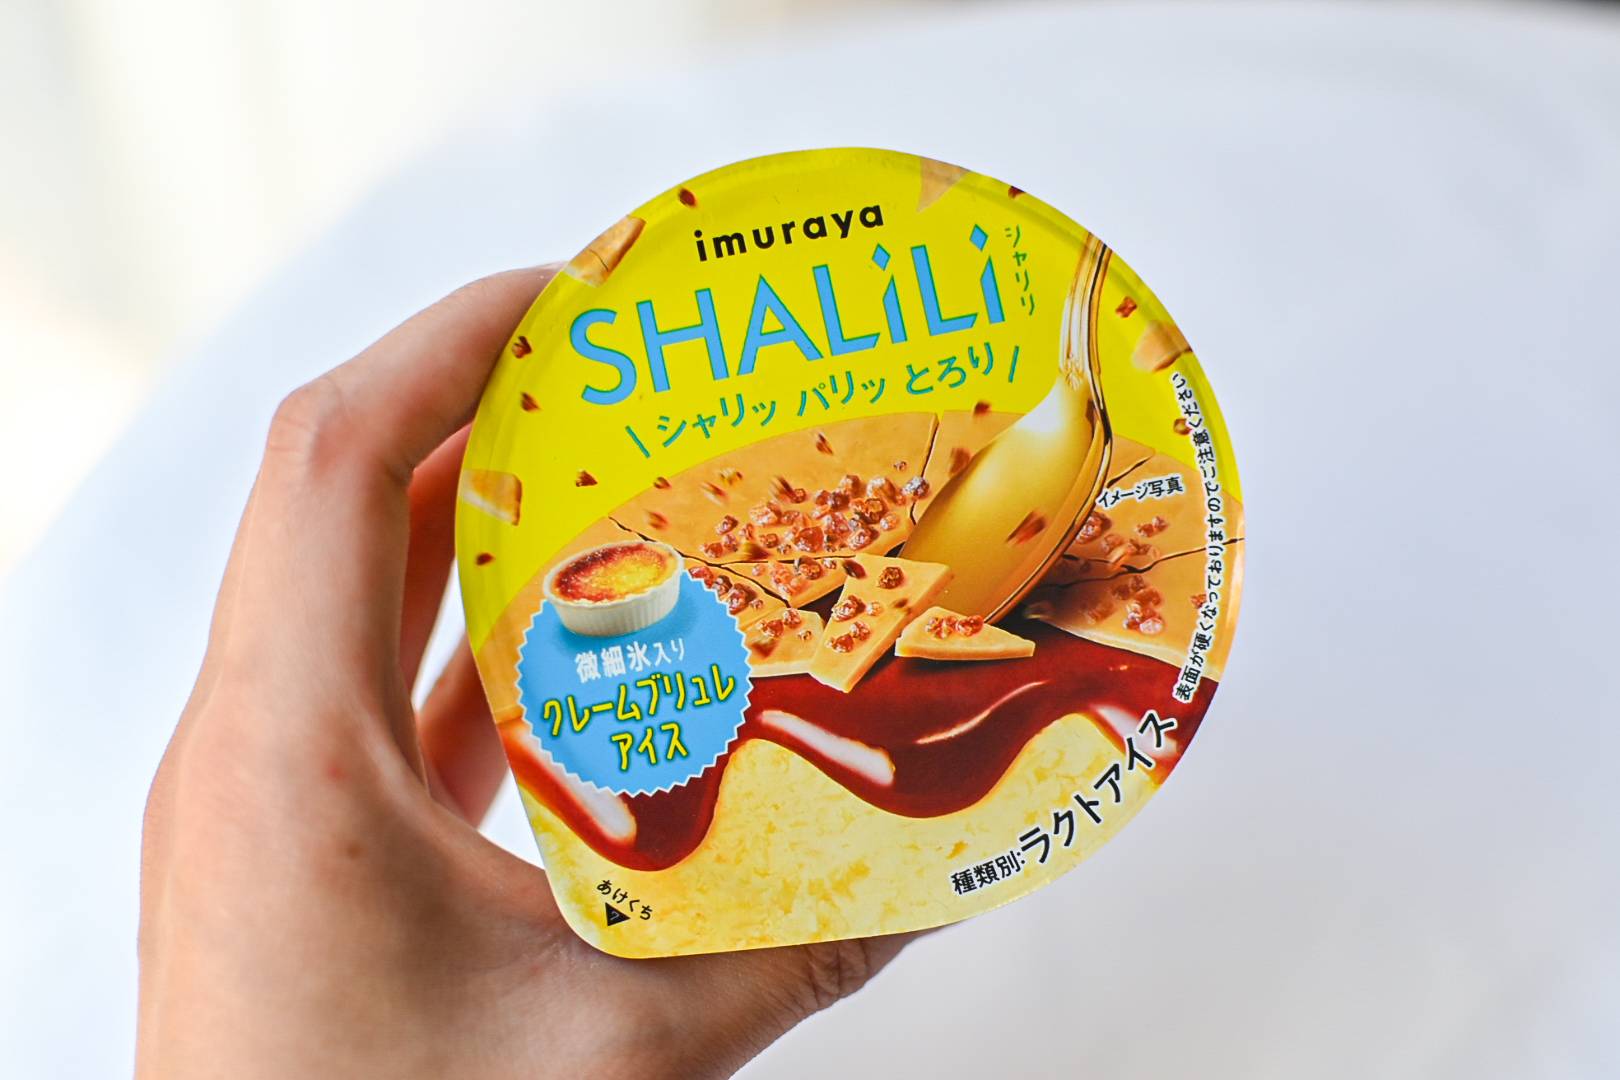 imuraya
SHALiLi
シャリリ
\シャリッ パリッ とろり/
イメージ写真
表面が硬くなっておりますのでご注意ください
微細氷入り
クレームブリュレ
アイス
種類別:ラクトアイス
あけくち